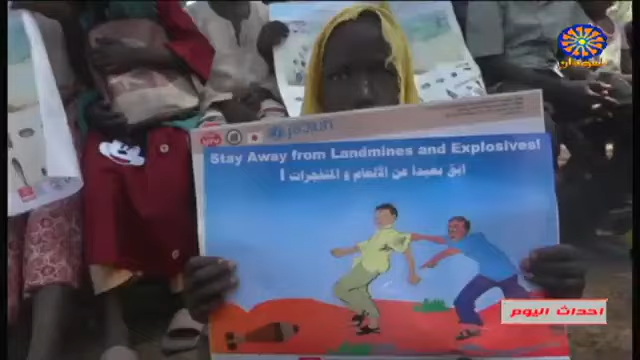 Stay Away from Landmines and Explosives!
ابق بعيدا عن الألغام و المتفجرات !
احداث اليوم